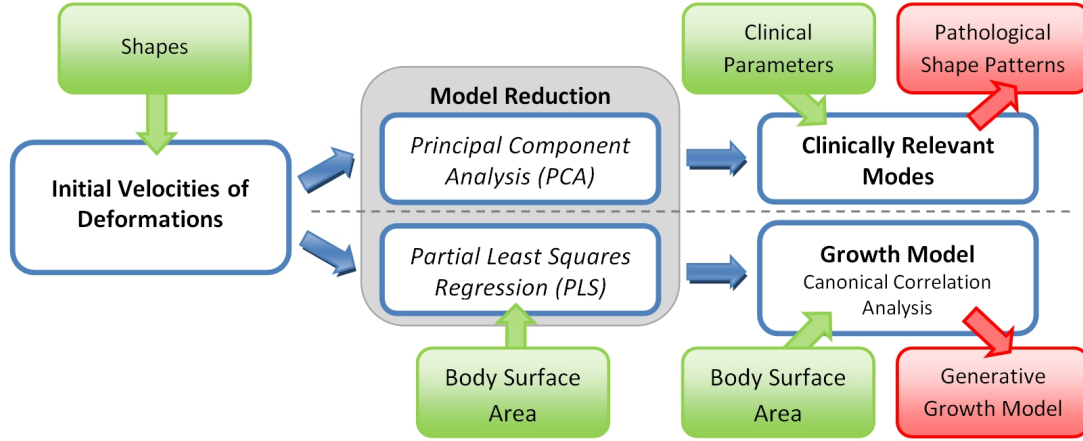 Shapes
Initial Velocities of
Deformations
Model Reduction
Principal Component
Analysis (PCA)
Partial Least Squares
Regression (PLS)
Body Surface
Area
Clinical
Parameters
Pathological
Shape Patterns
Clinically Relevant
Modes
Growth Model
Canonical Correlation
Analysis
Body Surface
Area
Generative
Growth Model